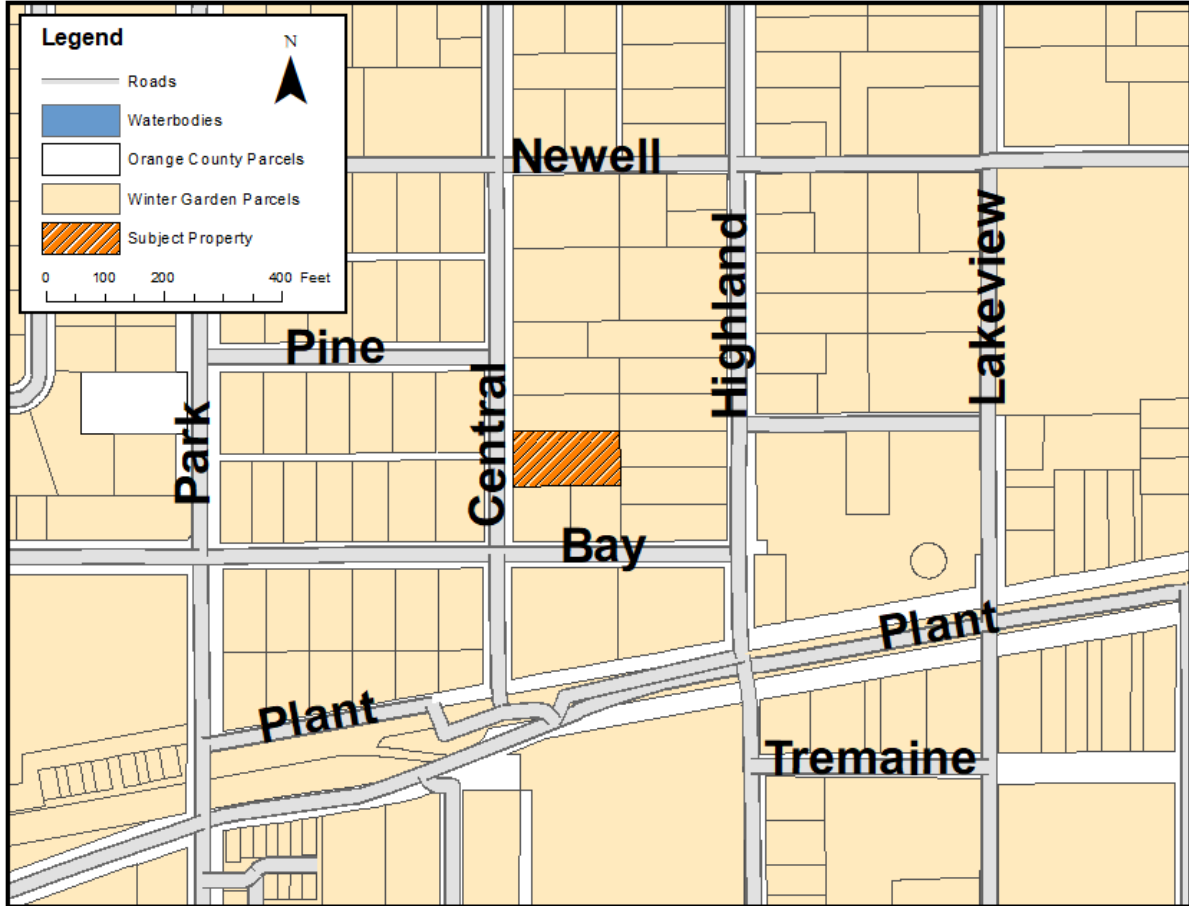 Legend
N
Roads
Waterbodies
Orange County Parcels
Winter Garden Parcels
Subject Property
0 100 200 400 Feet
Newell
Highland
Lakeview
Pine
Central
Park
Bay
Plant
Plant
Tremaine